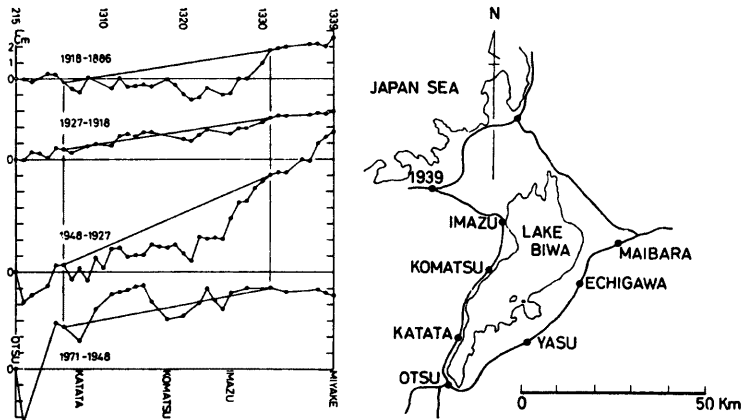 215
1310
1320
1330
1339
Cm
2
1
0
1918-1886
1927-1918
0
1948-1927
0
1971-1948
0
OTSU
KATATA
KOMATSU
IMAZU
MIYAKE
N
JAPAN SEA
1939
IMAZU
LAKE
BIWA
KOMATSU
MAIBARA
ECHIGAWA
KATATA
YASU
OTSU
0
50 Km